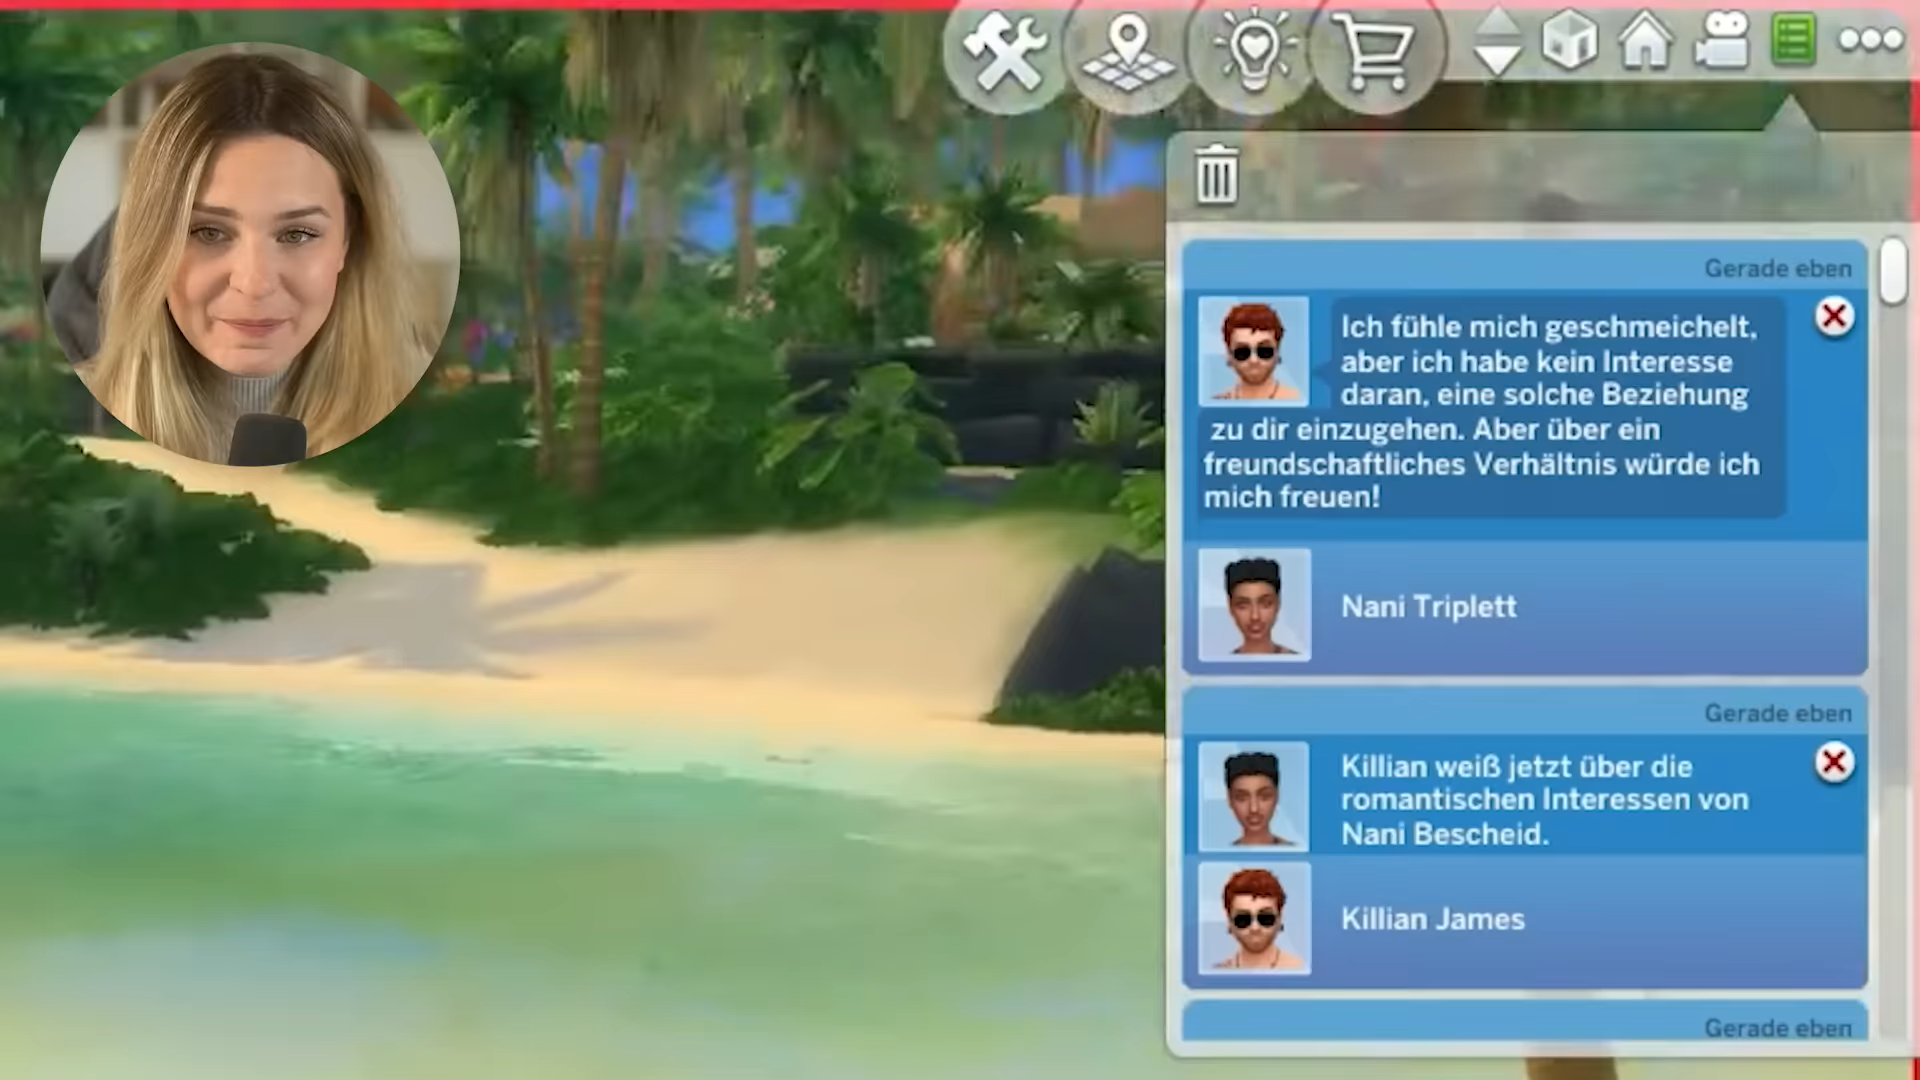 Gerade eben
Ich fühle mich geschmeichelt,
aber ich habe kein Interesse
daran, eine solche Beziehung
zu dir einzugehen. Aber über ein
freundschaftliches Verhältnis würde ich
mich freuen!
Nani Triplett
Gerade eben
Killian weiß jetzt über die
romantischen Interessen von
Nani Bescheid.
Killian James
Gerade eben